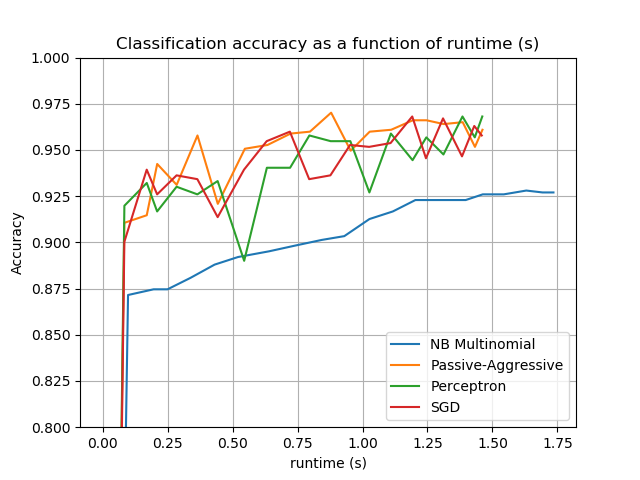 Classification accuracy as a function of runtime (s)
1.000
0.975
0.950
0.925
0.900
0.875
0.850
0.825
0.800
Accuracy
NB Multinomial
Passive-Aggressive
Perceptron
SGD
0.00 0.25 0.50 0.75 1.00 1.25 1.50 1.75
runtime (s)